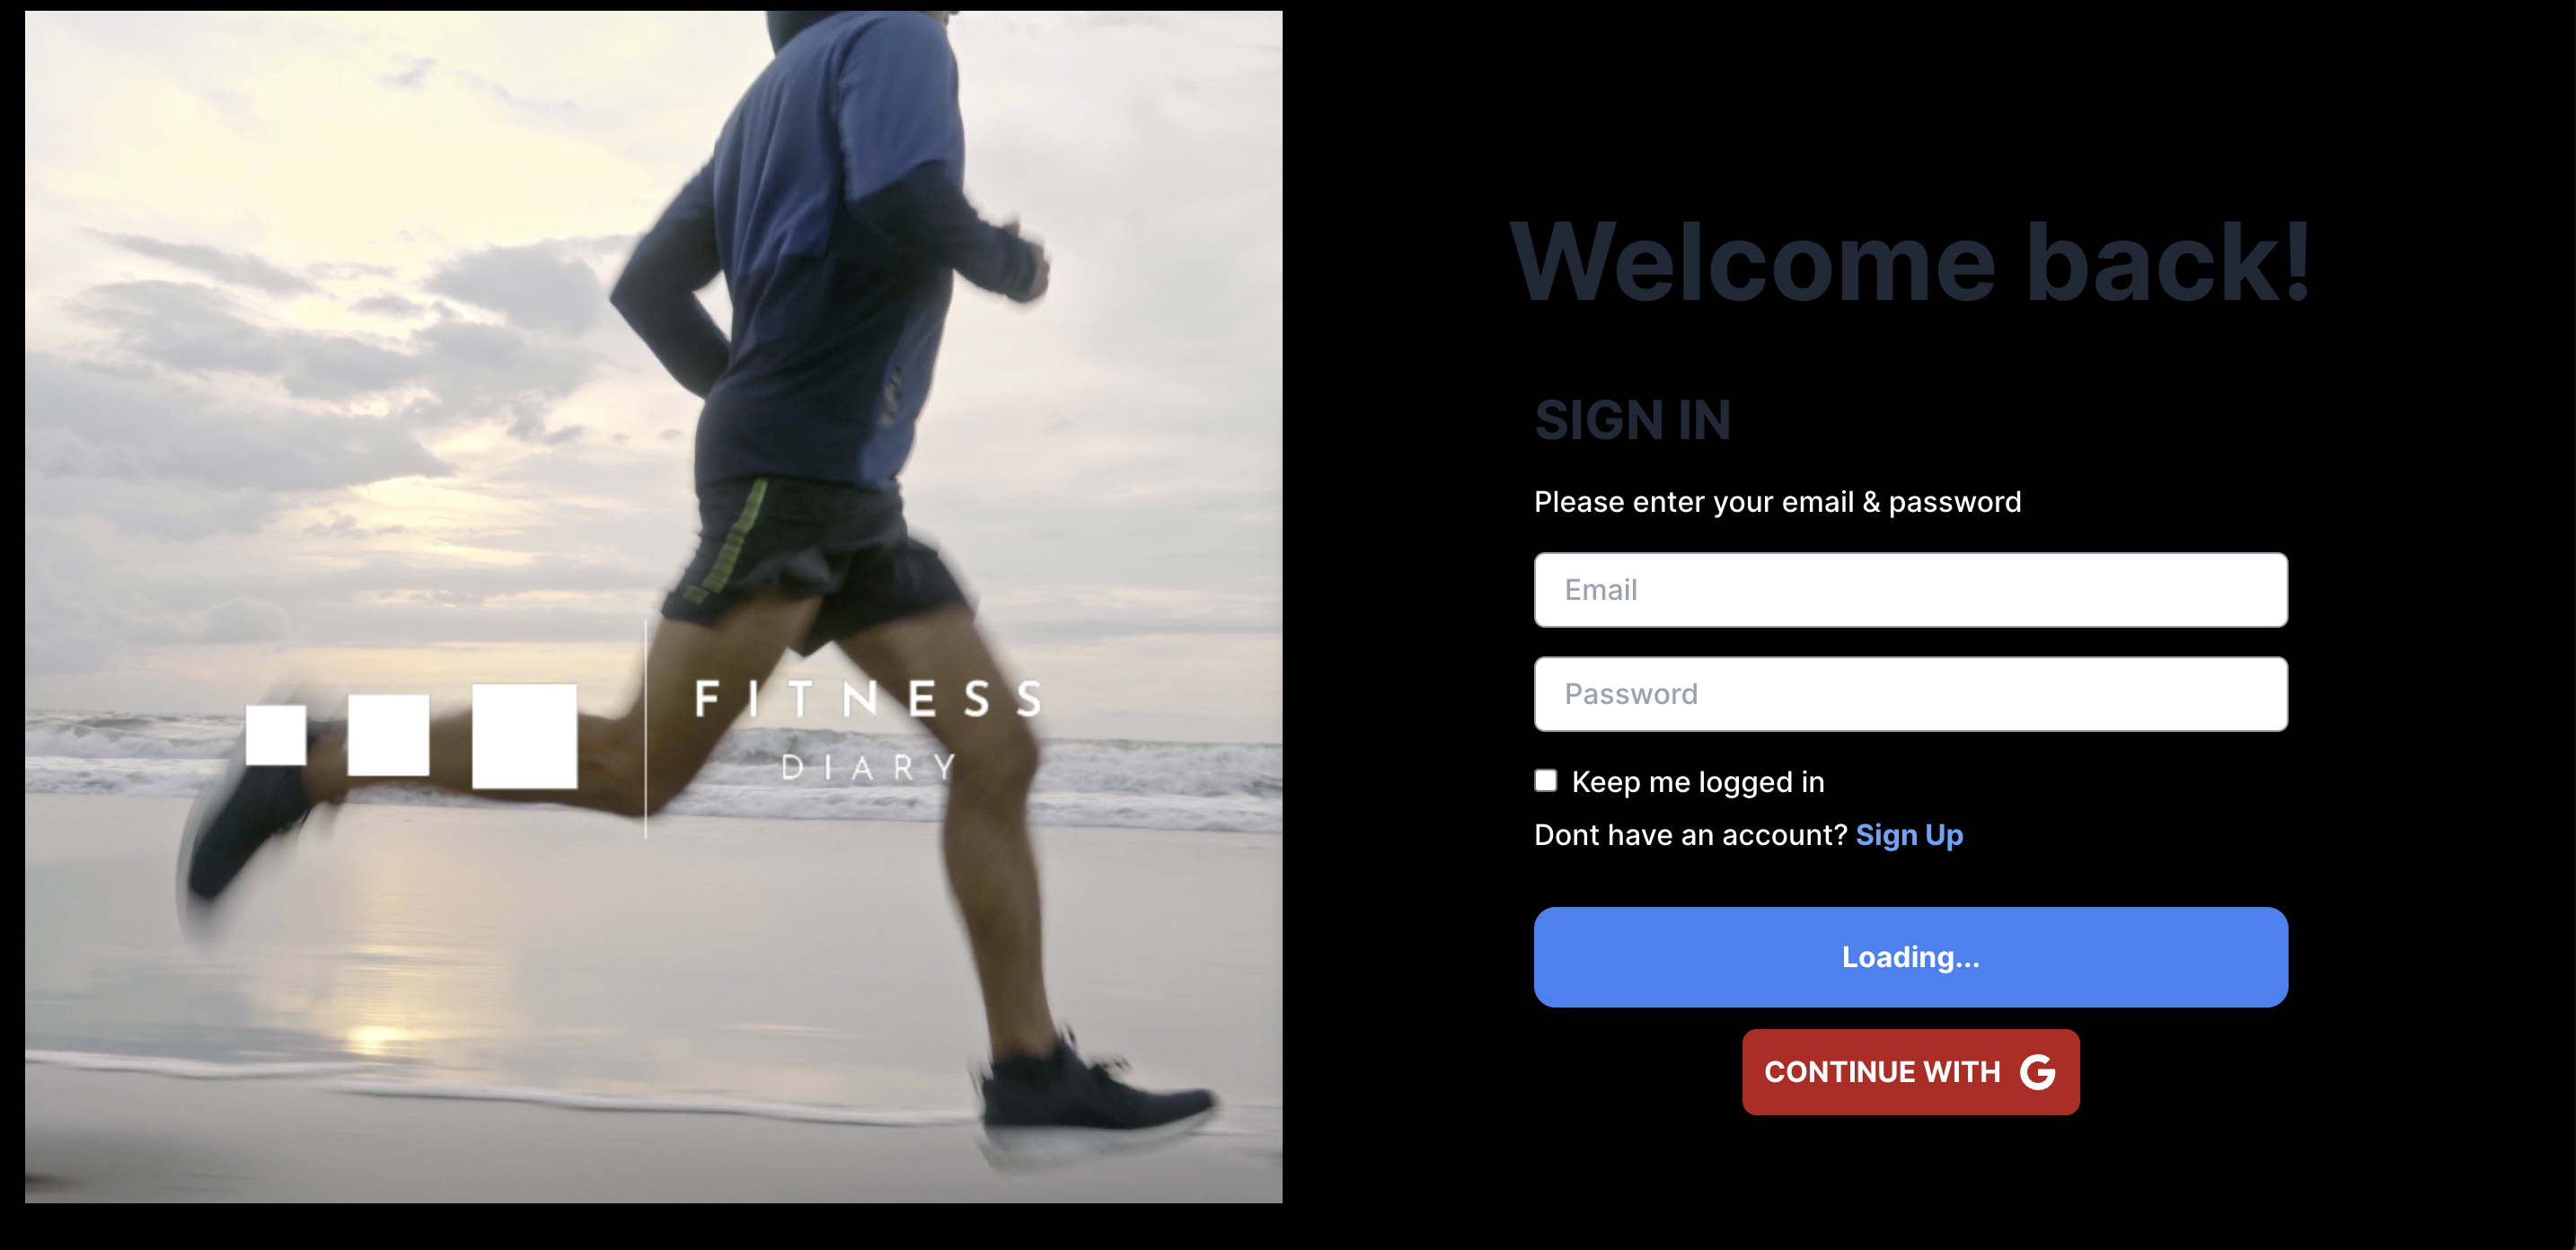 FITNESS
DIARY
Welcome back!
SIGN IN
Please enter your email & password
Email
Password
Keep me logged in
Dont have an account? Sign Up
Loading...
CONTINUE WITH G